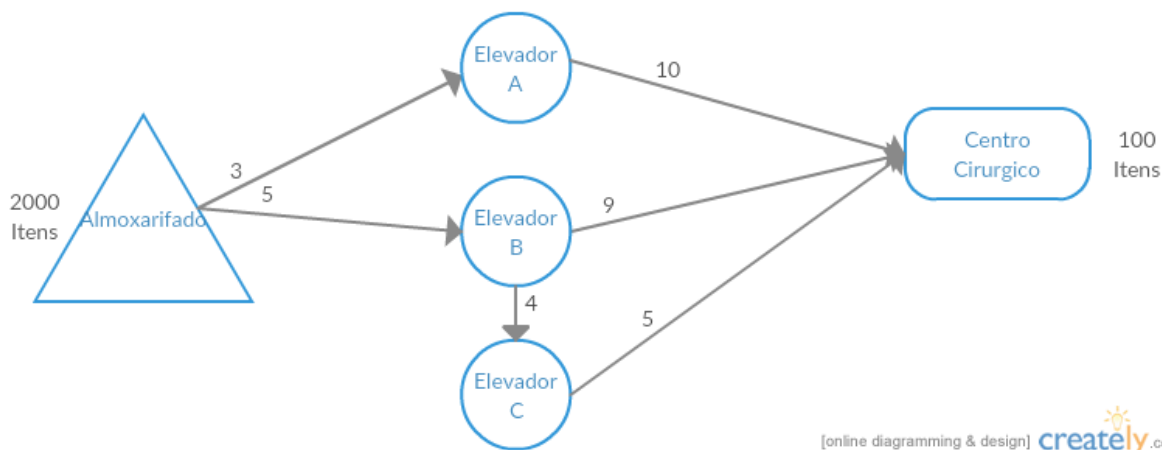 Elevador
A
10
Centro
Cirurgico
100
Itens
3
5
2000
Itens
Almoxarifado
Elevador
B
9
4
5
Elevador
C
[online diagramming & design] creately.c